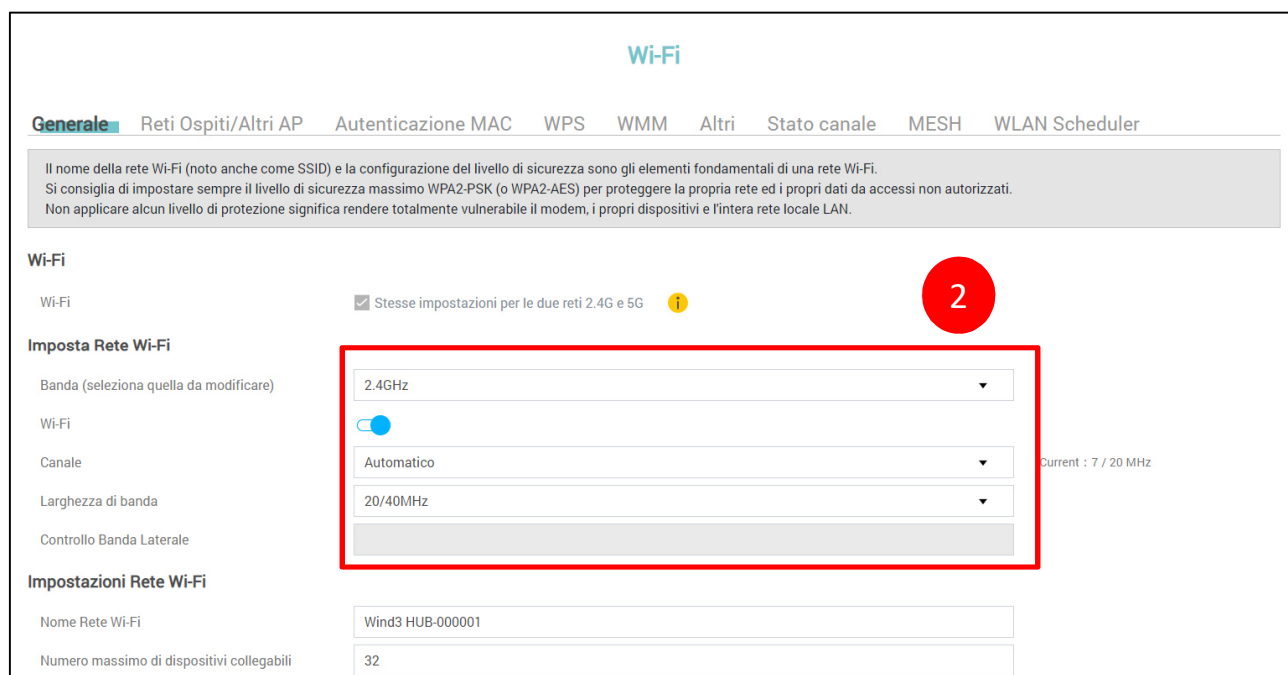 Wi-Fi
Generale Reti Ospiti/Altri AP Autenticazione MAC WPS WMM Altri Stato canale MESH WLAN Scheduler
Il nome della rete Wi-Fi (noto anche come SSID) e la configurazione del livello di sicurezza sono gli elementi fondamentali di una rete Wi-Fi.
Si consiglia di impostare sempre il livello di sicurezza massimo WPA2-PSK (o WPA2-AES) per proteggere la propria rete ed i propri dati da accessi non autorizzati.
Non applicare alcun livello di protezione significa rendere totalmente vulnerabile il modem, i propri dispositivi e l'intera rete locale LAN.
Wi-Fi
Wi-Fi Stesse impostazioni per le due reti 2.4G e 5G i
2
Imposta Rete Wi-Fi
Banda (seleziona quella da modificare) 2.4GHz
Wi-Fi
Canale Automatico Current : 7 / 20 MHz
Larghezza di banda 20/40MHz
Controllo Banda Laterale
Impostazioni Rete Wi-Fi
Nome Rete Wi-Fi Wind3 HUB-000001
Numero massimo di dispositivi collegabili 32